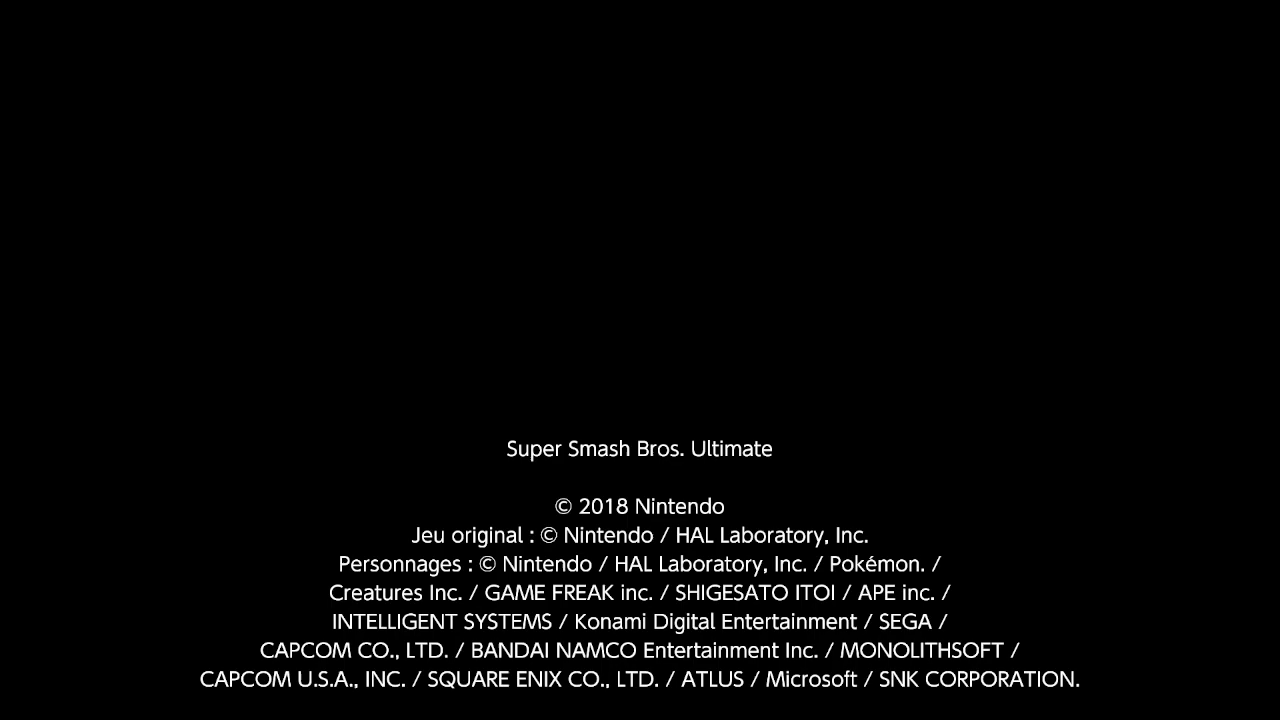 Super Smash Bros. Ultimate
© 2018 Nintendo
Jeu original : © Nintendo / HAL Laboratory, Inc.
Personnages : © Nintendo / HAL Laboratory, Inc. / Pokémon. /
Creatures Inc. / GAME FREAK inc. / SHIGESATO ITOI / APE inc. /
INTELLIGENT SYSTEMS / Konami Digital Entertainment / SEGA /
CAPCOM CO., LTD. / BANDAI NAMCO Entertainment Inc. / MONOLITHSOFT /
CAPCOM U.S.A., INC. / SQUARE ENIX CO., LTD. / ATLUS / Microsoft / SNK CORPORATION.